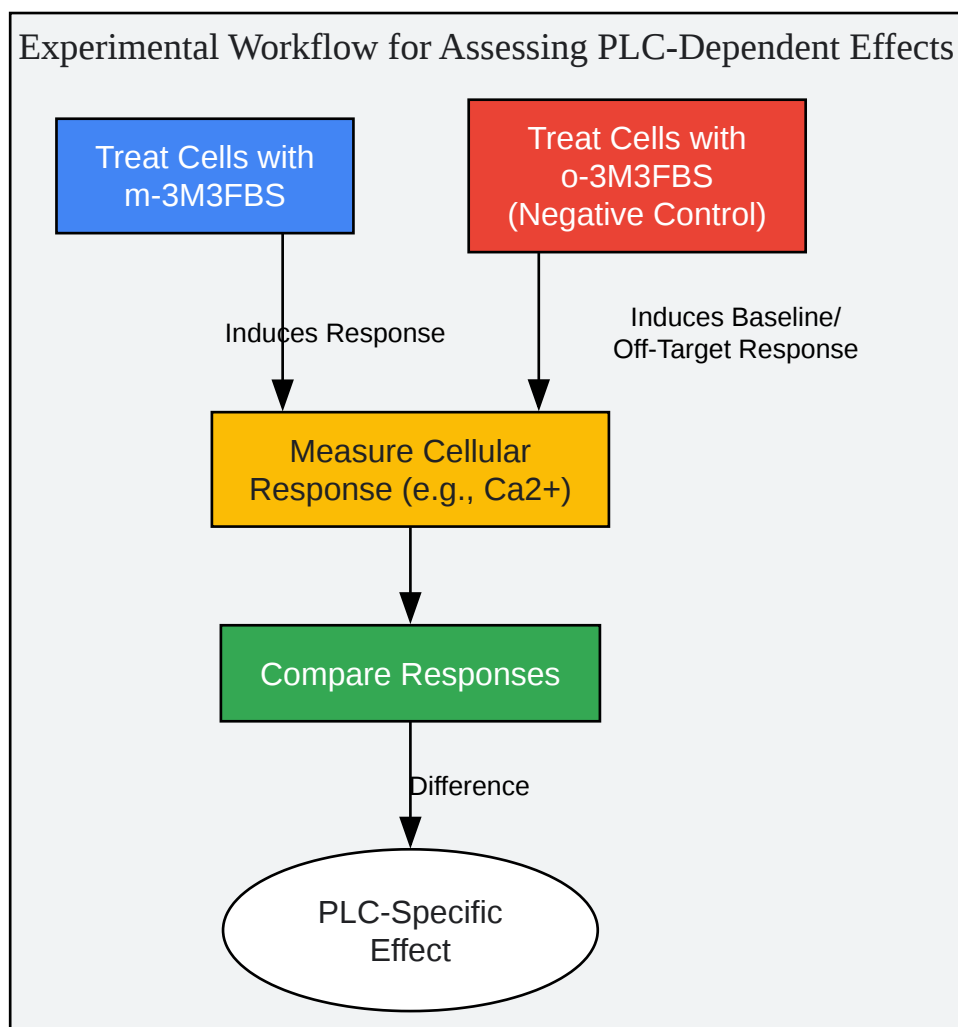 Experimental Workflow for Assessing PLC-Dependent Effects
Treat Cells with
m-3M3FBS
Treat Cells with
o-3M3FBS
(Negative Control)
Induces Response
Induces Baseline/
Off-Target Response
Measure Cellular
Response (e.g., Ca2+)
Compare Responses
Difference
PLC-Specific
Effect